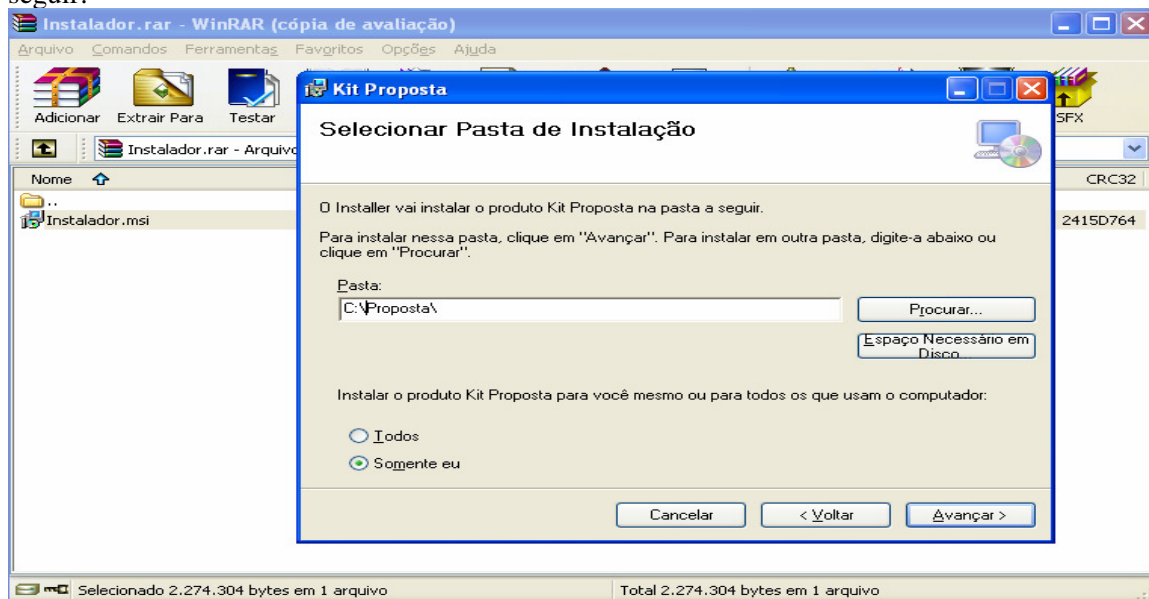 seguir:
Instalador.rar - WinRAR (cópia de avaliação)
Arquivo Comandos Ferramentas Favoritos Opções Ajuda
Adicionar Extrair Para Testar SFX
Instalador.rar - Arquivo
Nome CRC32
..
Instalador.msi 2415D764
Kit Proposta
Selecionar Pasta de Instalação
O Installer vai instalar o produto Kit Proposta na pasta a seguir.
Para instalar nessa pasta, clique em "Avançar". Para instalar em outra pasta, digite-a abaixo ou
clique em "Procurar".
Pasta:
C:\Proposta\
Procurar...
Espaço Necessário em
Disco...
Instalar o produto Kit Proposta para você mesmo ou para todos os que usam o computador:
Todos
Somente eu
Cancelar < Voltar Avançar >
Selecionado 2.274.304 bytes em 1 arquivo Total 2.274.304 bytes em 1 arquivo